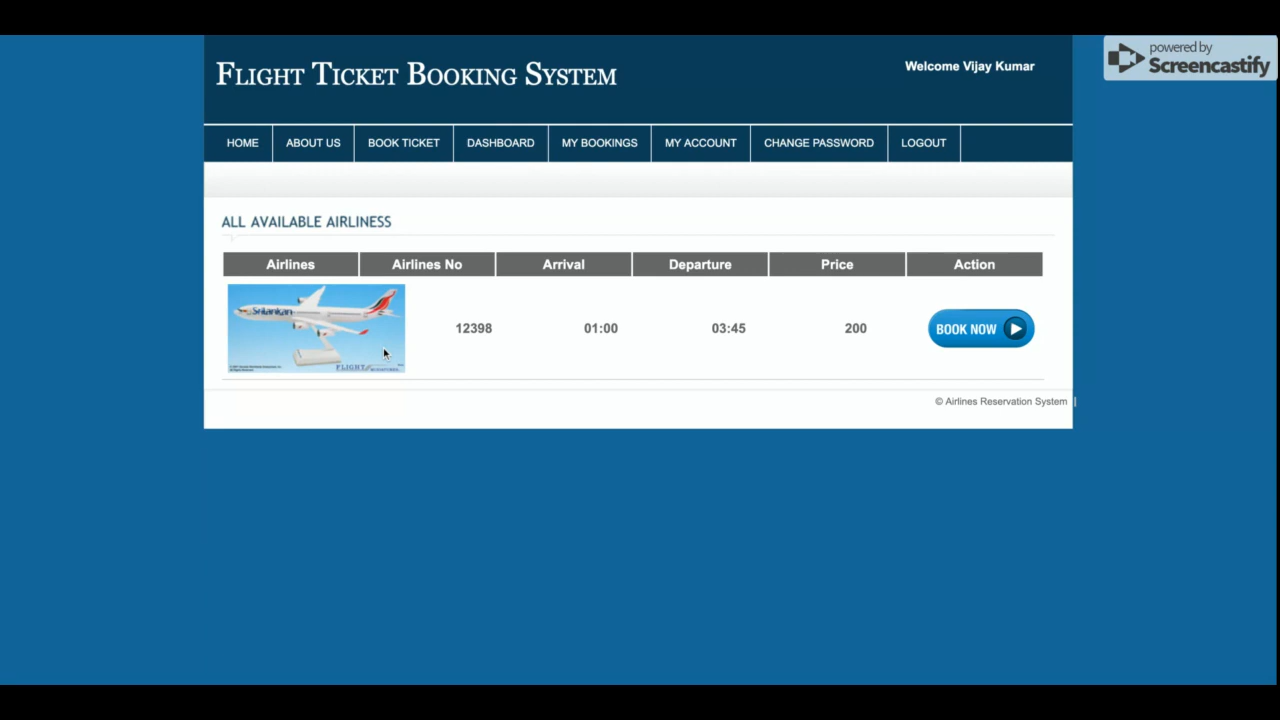 powered by
Screencastify
FLIGHT TICKET BOOKING SYSTEM
Welcome Vijay Kumar
HOME ABOUT US BOOK TICKET DASHBOARD MY BOOKINGS MY ACCOUNT CHANGE PASSWORD LOGOUT
ALL AVAILABLE AIRLINESS
Airlines Airlines No Arrival Departure Price Action
Srilankan
FLIGHT
12398 01:00 03:45 200 BOOK NOW
© Airlines Reservation System